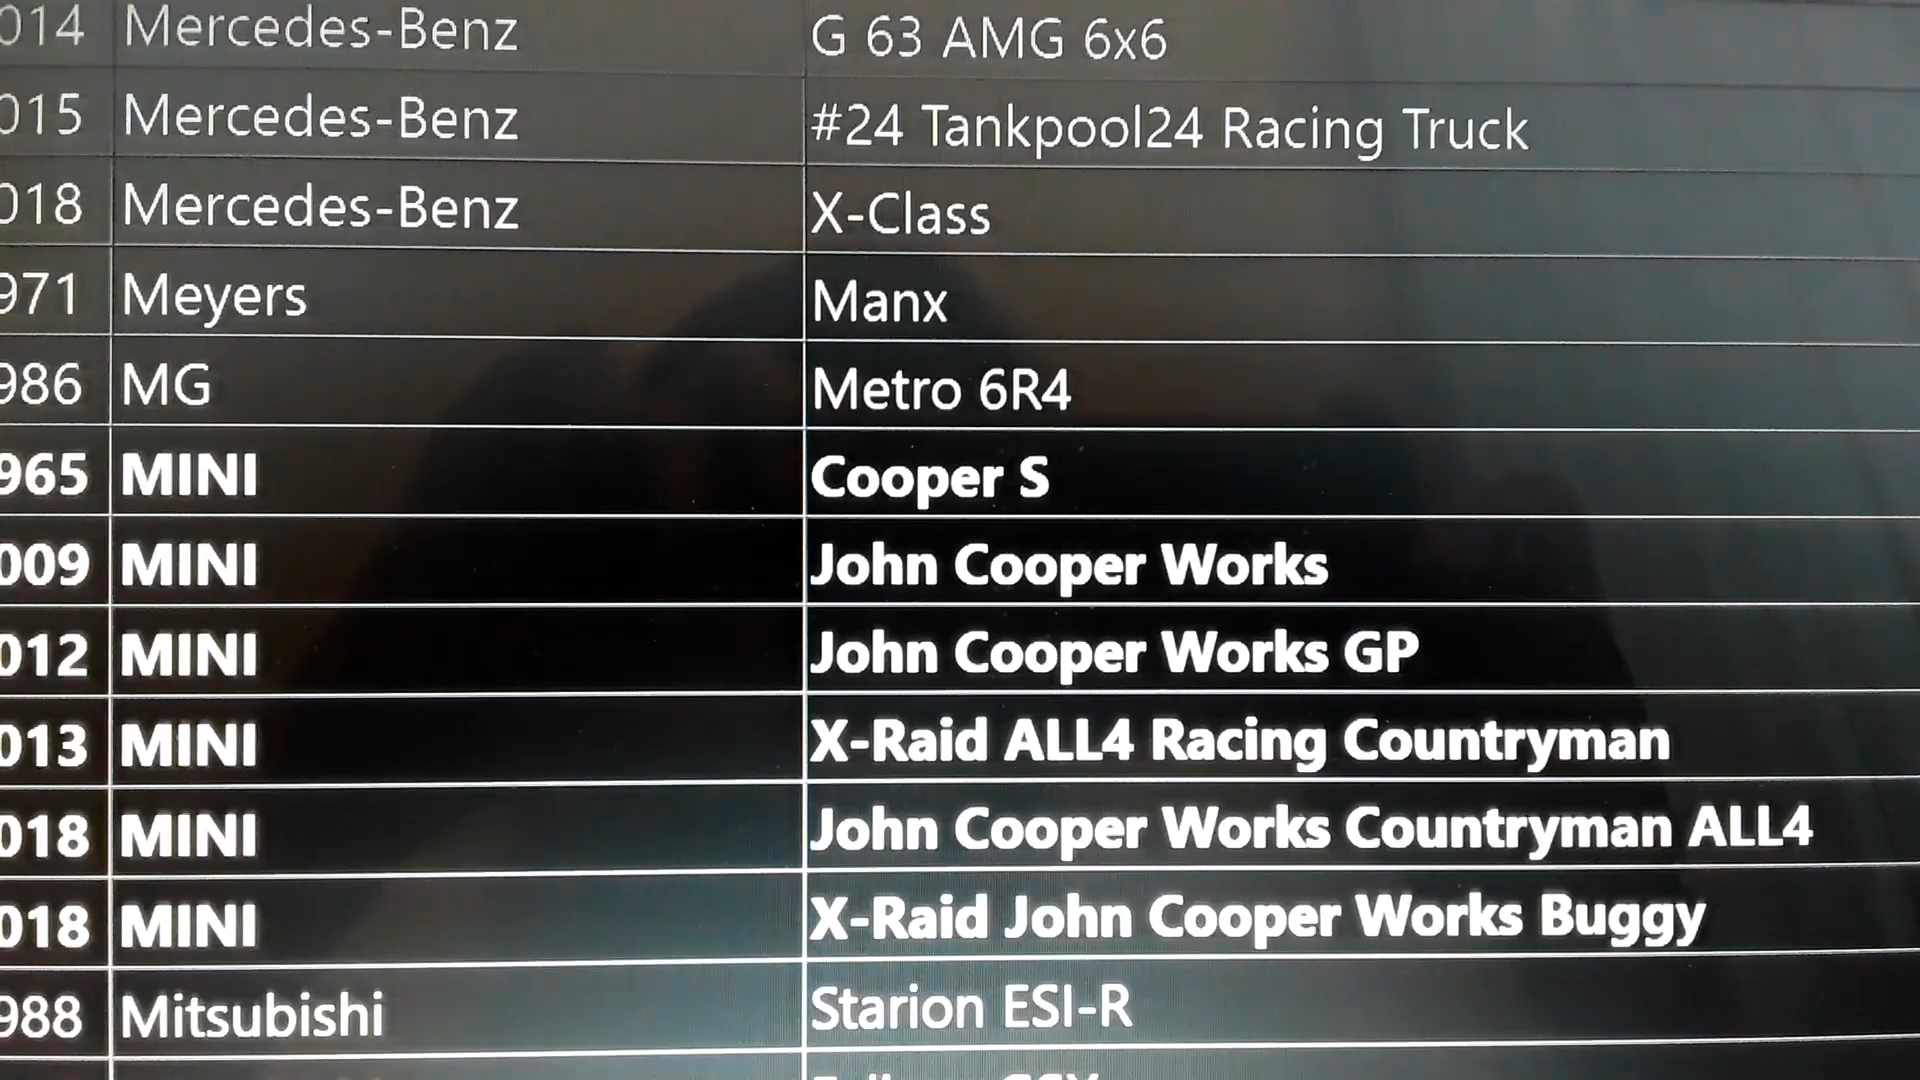 014 Mercedes-Benz G 63 AMG 6x6
015 Mercedes-Benz #24 Tankpool24 Racing Truck
018 Mercedes-Benz X-Class
971 Meyers Manx
986 MG Metro 6R4
965 MINI Cooper S
009 MINI John Cooper Works
012 MINI John Cooper Works GP
013 MINI X-Raid ALL4 Racing Countryman
018 MINI John Cooper Works Countryman ALL4
018 MINI X-Raid John Cooper Works Buggy
988 Mitsubishi Starion ESI-R